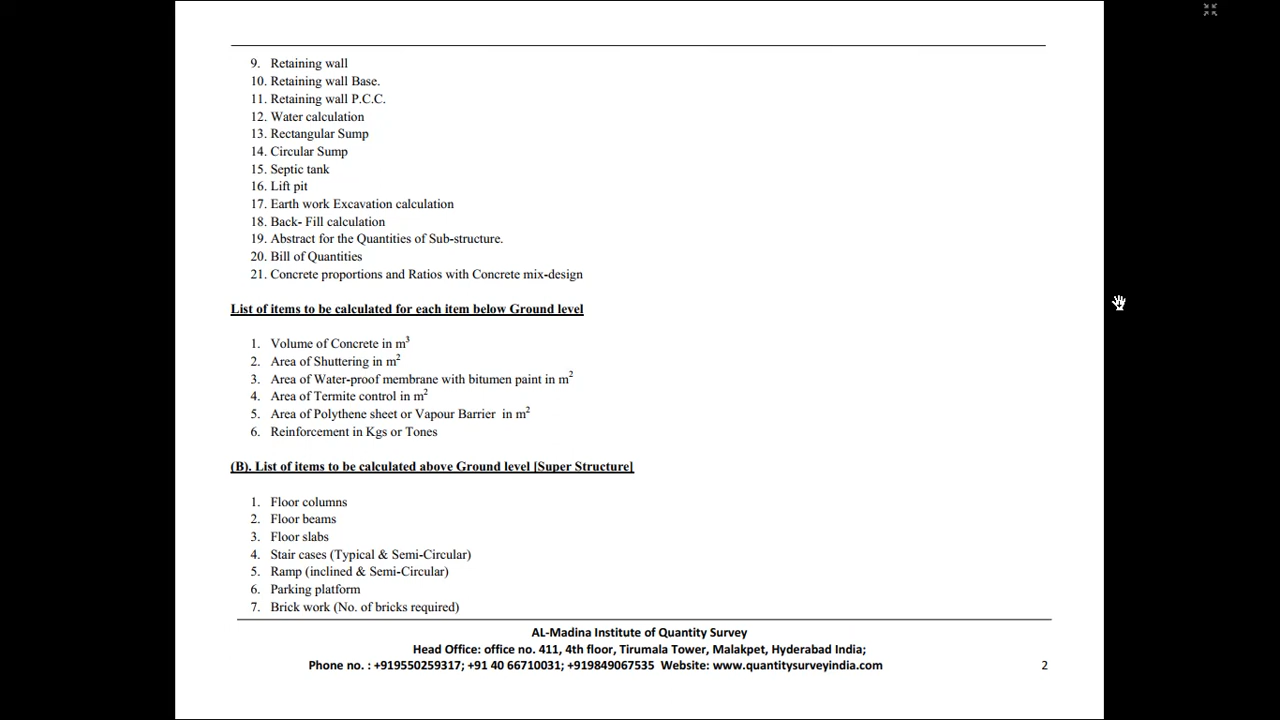 9. Retaining wall
10. Retaining wall Base.
11. Retaining wall P.C.C.
12. Water calculation
13. Rectangular Sump
14. Circular Sump
15. Septic tank
16. Lift pit
17. Earth work Excavation calculation
18. Back- Fill calculation
19. Abstract for the Quantities of Sub-structure.
20. Bill of Quantities
21. Concrete proportions and Ratios with Concrete mix-design
List of items to be calculated for each item below Ground level
1. Volume of Concrete in m³
2. Area of Shuttering in m²
3. Area of Water-proof membrane with bitumen paint in m²
4. Area of Termite control in m²
5. Area of Polythene sheet or Vapour Barrier in m²
6. Reinforcement in Kgs or Tones
(B). List of items to be calculated above Ground level [Super Structure]
1. Floor columns
2. Floor beams
3. Floor slabs
4. Stair cases (Typical & Semi-Circular)
5. Ramp (inclined & Semi-Circular)
6. Parking platform
7. Brick work (No. of bricks required)
AL-Madina Institute of Quantity Survey
Head Office: office no. 411, 4th floor, Tirumala Tower, Malakpet, Hyderabad India;
Phone no. : +919550259317; +91 40 66710031; +919849067535 Website: www.quantitysurveyindia.com
2